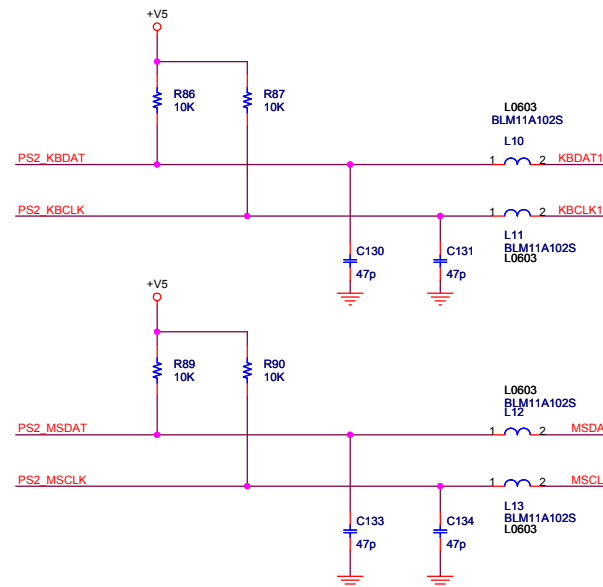 +V5
R86
10K
R87
10K
L0603
BLM11A102S
L10
PS2_KBDAT
1
2
KBDAT1
PS2_KBCLK
1
2
KBCLK1
L11
BLM11A102S
L0603
C130
47p
C131
47p
+V5
R89
10K
R90
10K
L0603
BLM11A102S
L12
PS2_MSDAT
1
2
MSDA
PS2_MSCLK
1
2
MSCL
L13
BLM11A102S
L0603
C133
47p
C134
47p